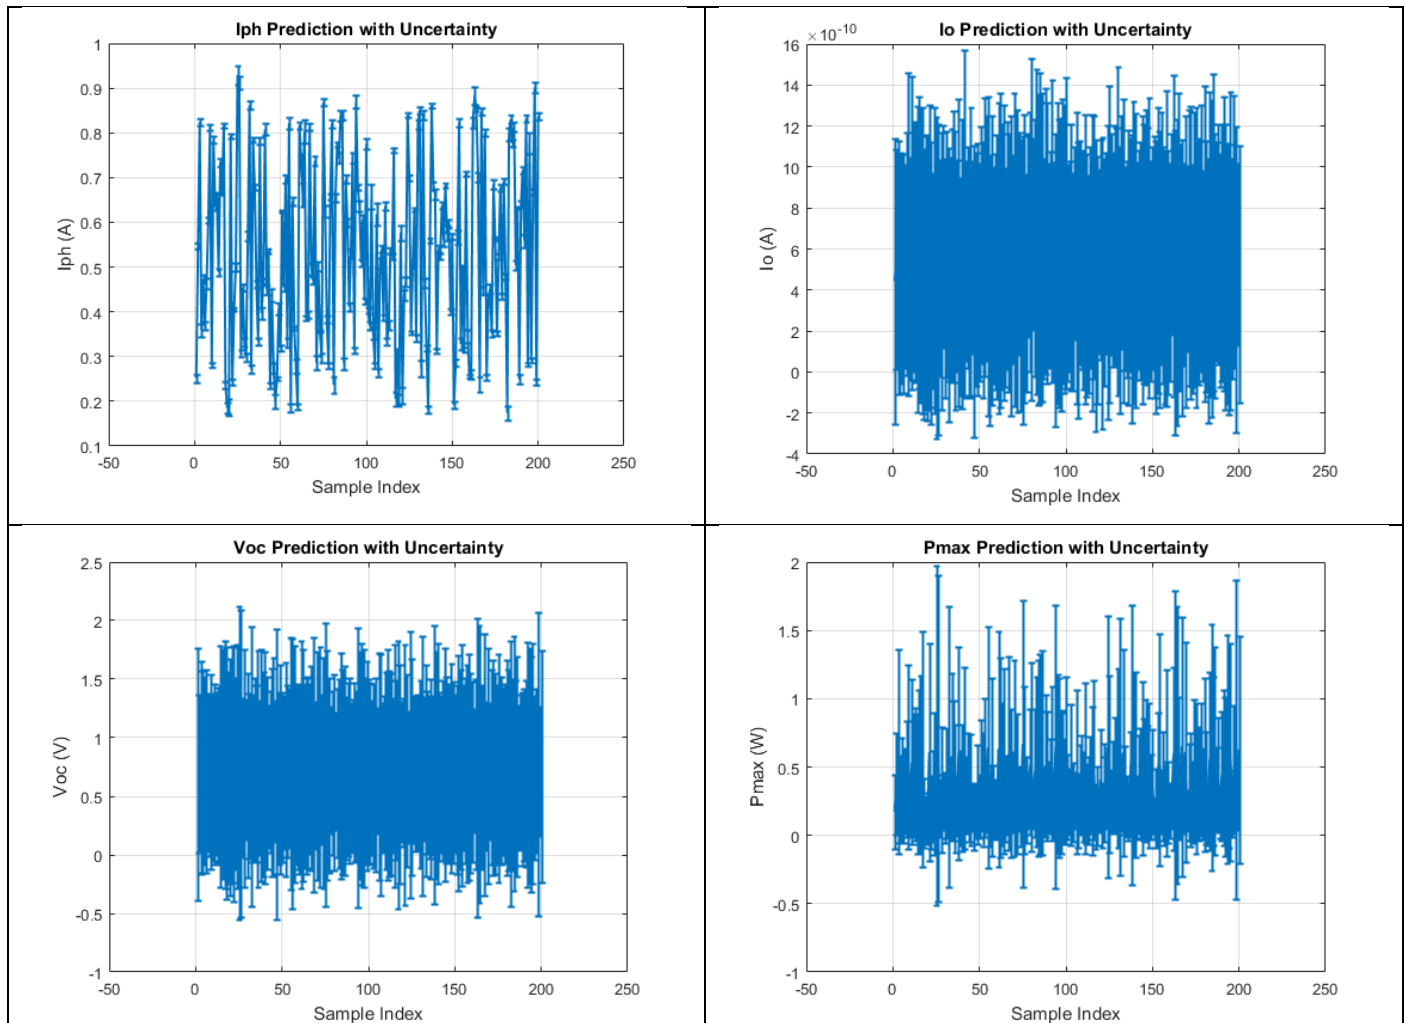 Iph Prediction with Uncertainty
1
0.9
0.8
0.7
0.6
0.5
0.4
0.3
0.2
0.1
Iph (A)
-50 0 50 100 150 200 250
Sample Index
Io Prediction with Uncertainty
×10-10
16
14
12
10
8
6
4
2
0
-2
-4
Io (A)
-50 0 50 100 150 200 250
Sample Index
Voc Prediction with Uncertainty
2.5
2
1.5
1
0.5
0
-0.5
-1
Voc (V)
-50 0 50 100 150 200 250
Sample Index
Pmax Prediction with Uncertainty
2
1.5
1
0.5
0
-0.5
-1
Pmax (W)
-50 0 50 100 150 200 250
Sample Index